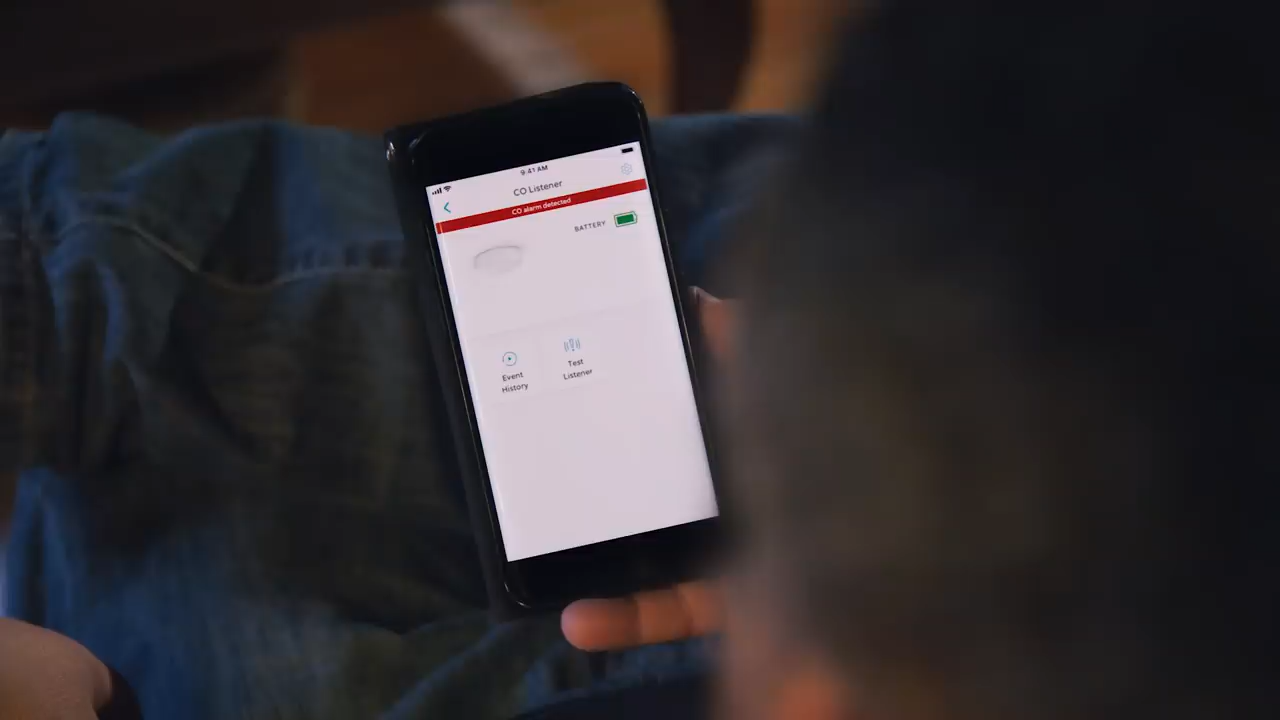 9:41 AM
CO Listener
CO alarm detected
BATTERY
Event
History
Test
Listener